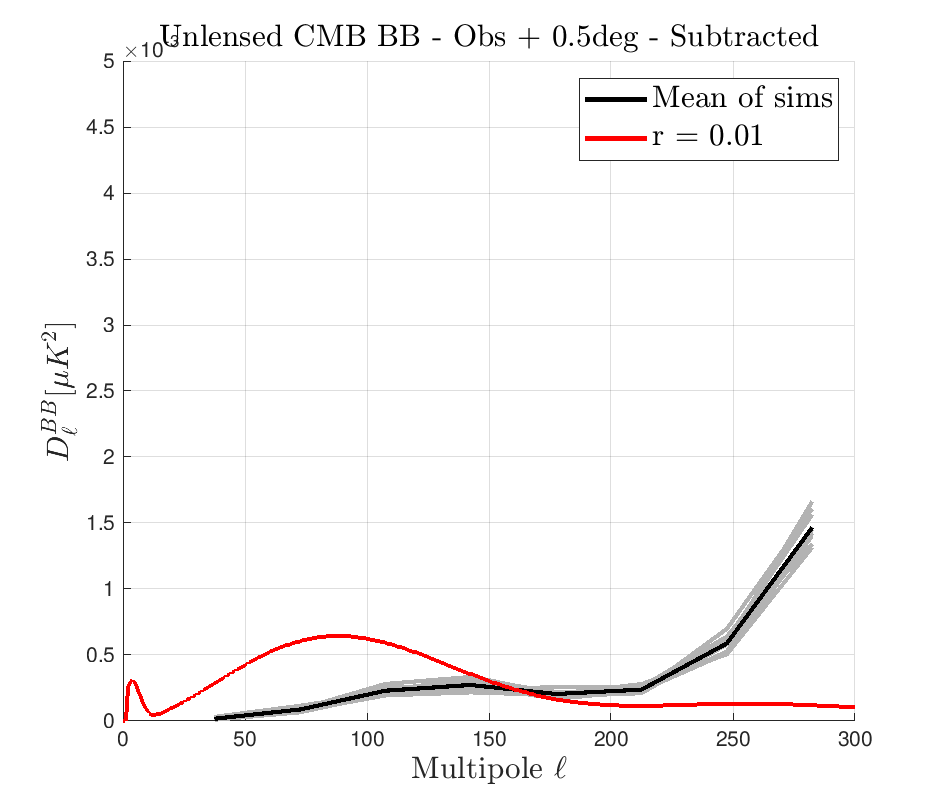 Unlensed CMB BB - Obs + 0.5deg - Subtracted
×10⁻³
Mean of sims
r = 0.01
5
4.5
4
3.5
3
2.5
2
1.5
1
0.5
0
D_ℓ^{BB}[μK²]
0 50 100 150 200 250 300
Multipole ℓ